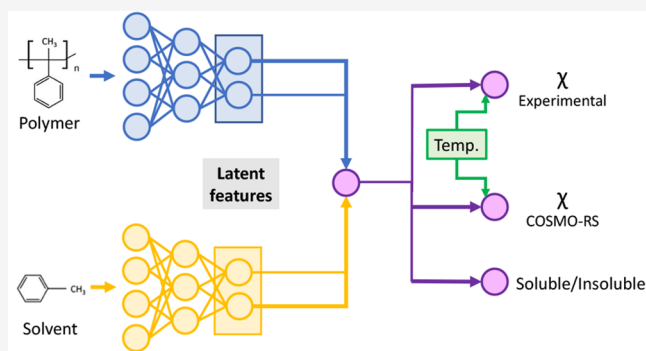 CH₃
n
Polymer
Latent
features
CH₃
Solvent
χ
Experimental
Temp.
χ
COSMO-RS
Soluble/Insoluble